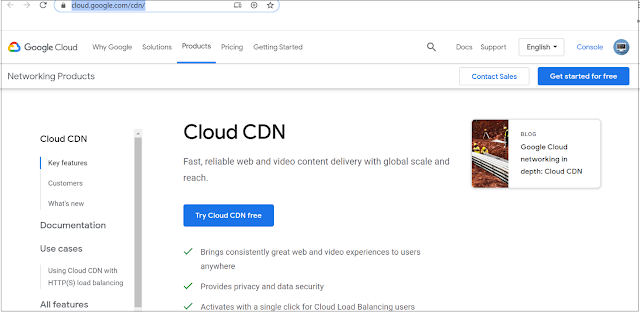 cloud.google.com/cdn/
Google Cloud
Why Google
Solutions
Products
Pricing
Getting Started
Docs
Support
English
Console
Networking Products
Contact Sales
Get started for free
Cloud CDN
Key features
Customers
What's new
Documentation
Use cases
Using Cloud CDN with
HTTP(S) load balancing
All features
Cloud CDN
Fast, reliable web and video content delivery with global scale and
reach.
Try Cloud CDN free
Brings consistently great web and video experiences to users
anywhere
Provides privacy and data security
Activates with a single click for Cloud Load Balancing users
BLOG
Google Cloud
networking in
depth: Cloud CDN